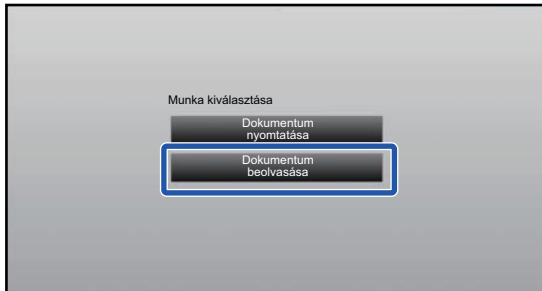 Munka kiválasztása
Dokumentum
nyomtatása
Dokumentum
beolvasása